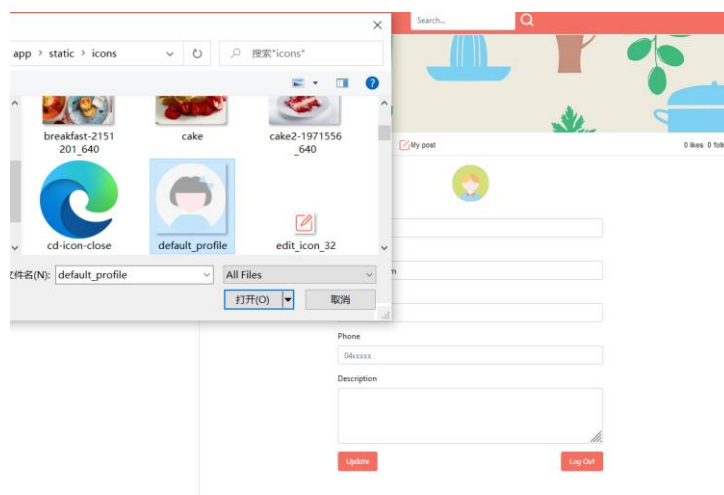 Search...
app > static > icons
搜索"icons"
breakfast-2151
201_640
cake
cake2-1971556
_640
My post
0 likes 0
cd-icon-close
default_profile
edit_icon_32
文件名(N):
default_profile
All Files
打开(O)
取消
Phone
04xxxxx
Description
Update
Log Out